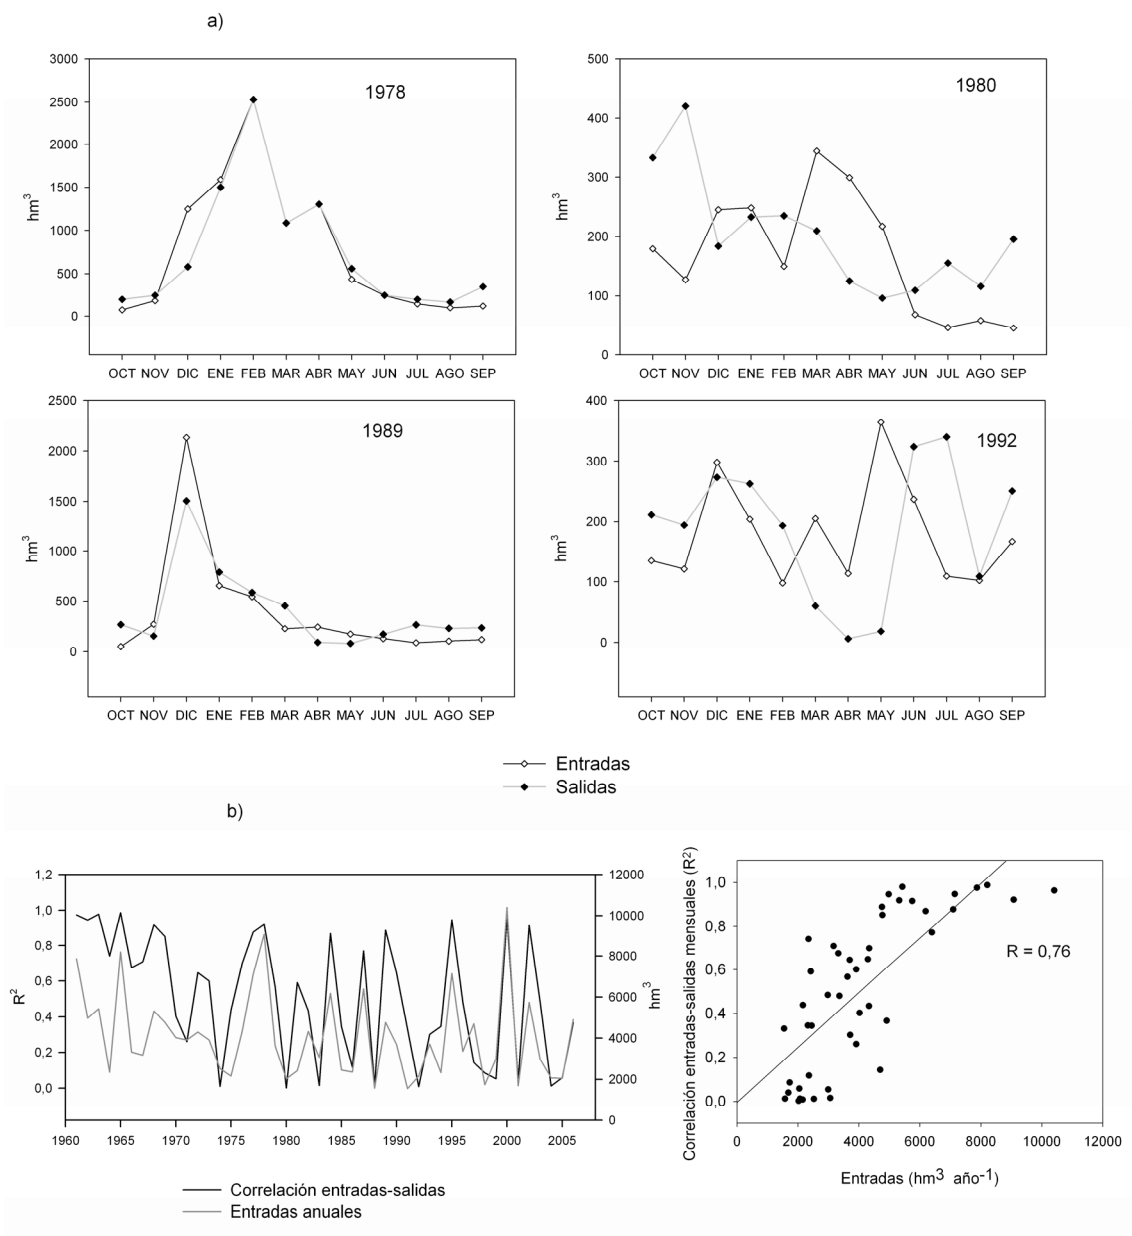 a)
1978
3000
2500
2000
1500
1000
500
0
hm3
OCT NOV DIC ENE FEB MAR ABR MAY JUN JUL AGO SEP
1980
500
400
300
200
100
0
hm3
OCT NOV DIC ENE FEB MAR ABR MAY JUN JUL AGO SEP
1989
2500
2000
1500
1000
500
0
hm3
OCT NOV DIC ENE FEB MAR ABR MAY JUN JUL AGO SEP
1992
400
300
200
100
0
hm3
OCT NOV DIC ENE FEB MAR ABR MAY JUN JUL AGO SEP
Entradas
Salidas
b)
1,2
1,0
0,8
0,6
0,4
0,2
0,0
R2
12000
10000
8000
6000
4000
2000
0
hm3
1960 1965 1970 1975 1980 1985 1990 1995 2000 2005
Correlación entradas-salidas
Entradas anuales
Correlación entradas-salidas mensuales (R2)
1,0
0,8
0,6
0,4
0,2
0,0
R = 0,76
0 2000 4000 6000 8000 10000 12000
Entradas (hm3 año-1)